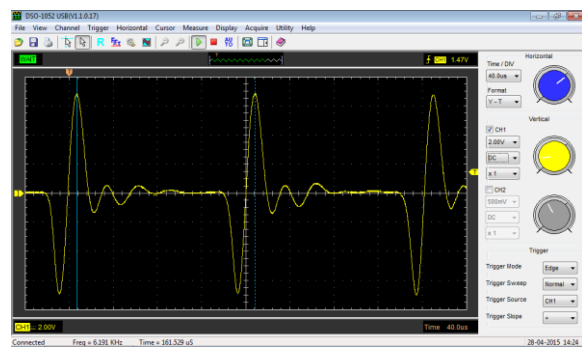 DSO-1052 USB(V1.1.0.17)
File View Channel Trigger Horizontal Cursor Measure Display Acquire Utility Help
WAIT
CH1 1.47V
CH1 2.00V
Time 40.0us
Horizontal
Time / DIV
40.0us
Format
Y - T
Vertical
CH1
2.00V
DC
x 1
CH2
500mV
DC
x 1
Trigger
Trigger Mode Edge
Trigger Sweep Normal
Trigger Source CH1
Trigger Slope +
Connected Freq = 6.191 KHz Time = 161.529 uS 28-04-2015 14:24